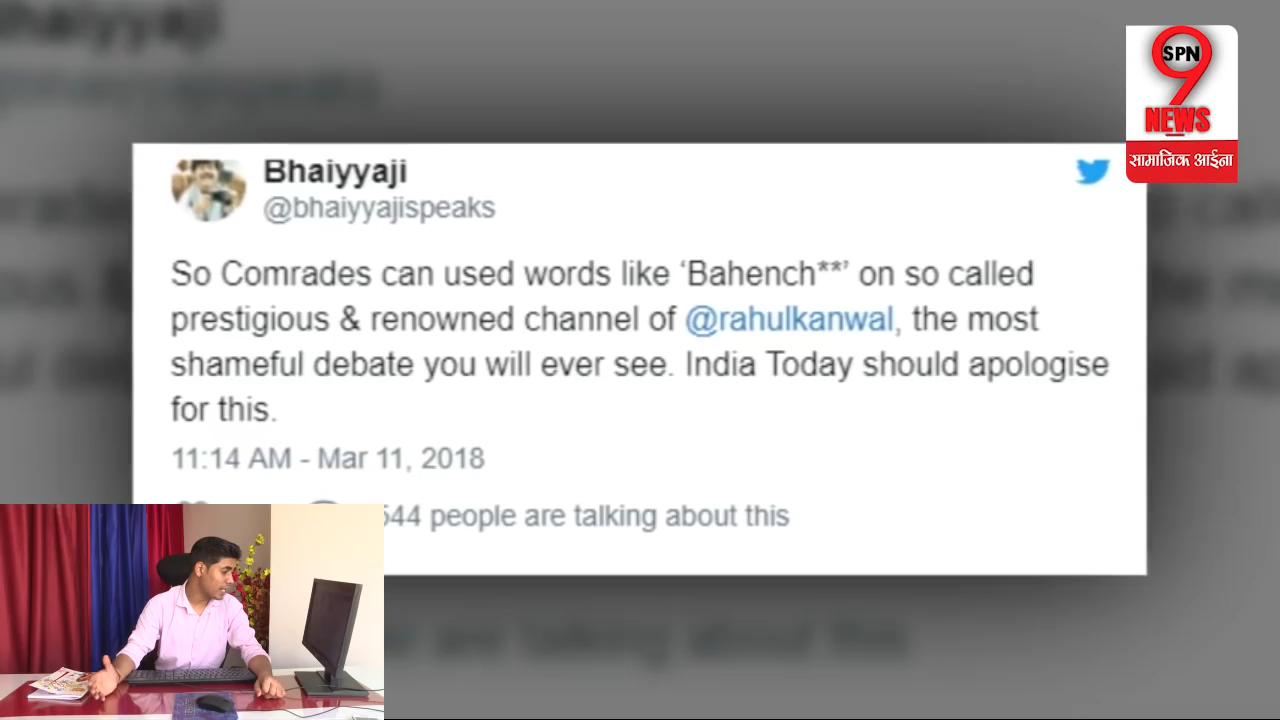 SPN
9
NEWS
सामाजिक आईना
Bhaiyyaji
@bhaiyyajispeaks
So Comrades can used words like ‘Bahench**’ on so called
prestigious & renowned channel of @rahulkanwal, the most
shameful debate you will ever see. India Today should apologise
for this.
11:14 AM - Mar 11, 2018
544 people are talking about this